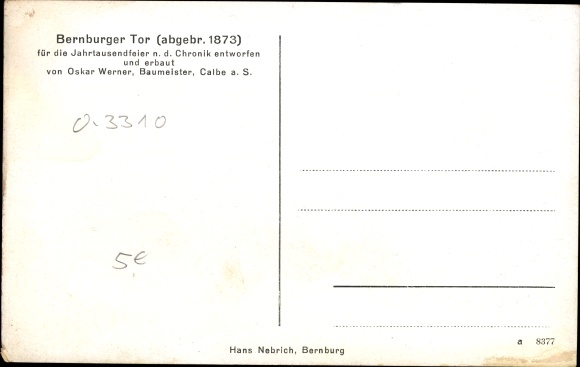 Bernburger Tor (abgebr. 1873)
für die Jahrtausendfeier n. d. Chronik entworfen
und erbaut
von Oskar Werner, Baumeister, Calbe a. S.
O-3310
5€
a 8377
Hans Nebrich, Bernburg